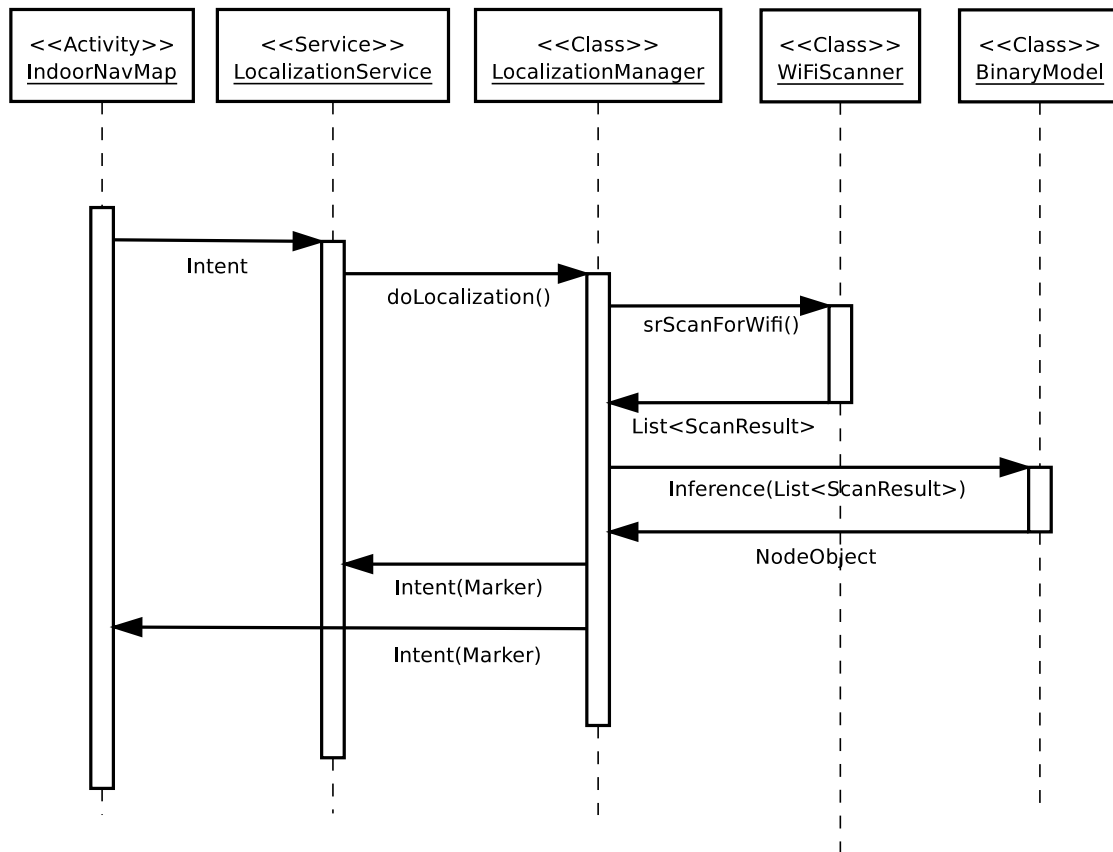 <<Activity>>
IndoorNavMap
<<Service>>
LocalizationService
<<Class>>
LocalizationManager
<<Class>>
WiFiScanner
<<Class>>
BinaryModel
Intent
doLocalization()
srScanForWifi()
List<ScanResult>
Inference(List<ScanResult>)
NodeObject
Intent(Marker)
Intent(Marker)